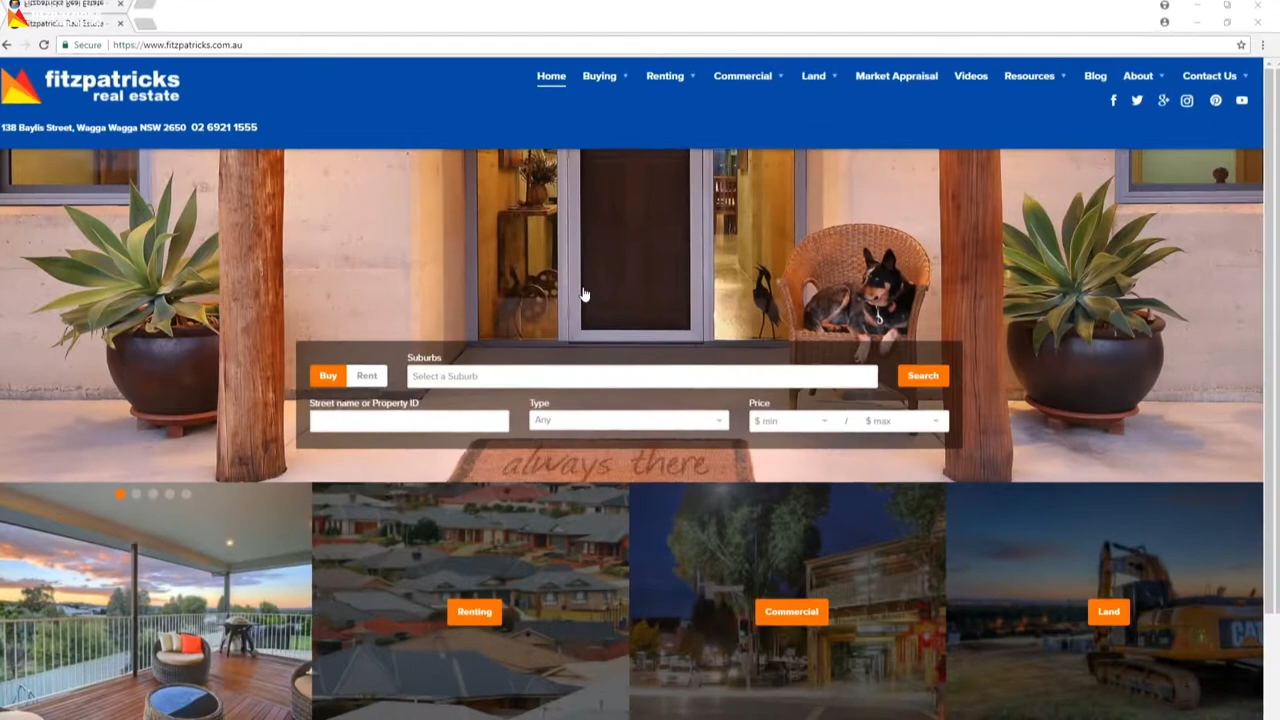 Fitzpatricks Real Estate -
Secure
https://www.fitzpatricks.com.au
fitzpatricks
real estate
Home Buying Renting Commercial Land Market Appraisal Videos Resources Blog About Contact Us
138 Baylis Street, Wagga Wagga NSW 2650 02 6921 1555
Suburbs
Buy Rent Select a Suburb Search
Street name or Property ID Type Price
Any $ min / $ max
always there
Renting Commercial Land
CAT